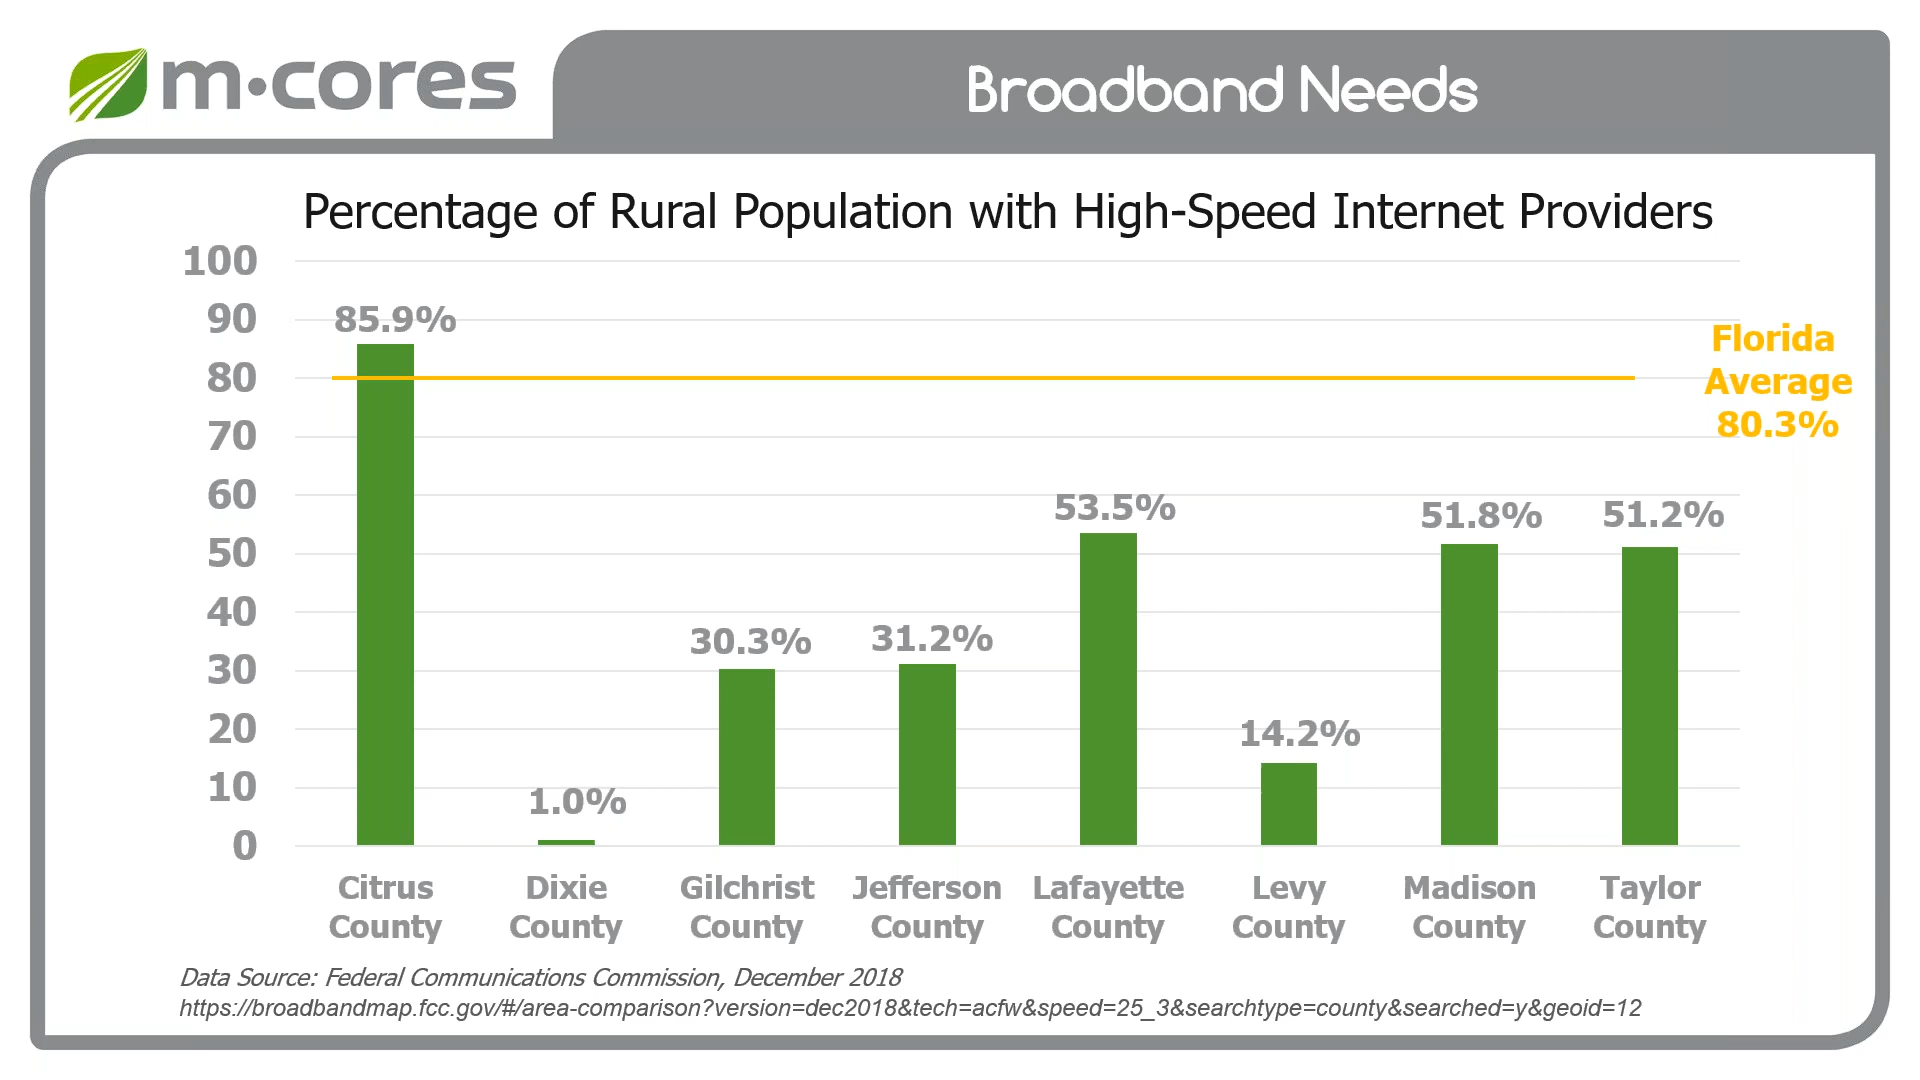 m·cores
Broadband Needs
Percentage of Rural Population with High-Speed Internet Providers
100
90
80
70
60
50
40
30
20
10
0
85.9%
1.0%
30.3%
31.2%
53.5%
14.2%
51.8%
51.2%
Florida
Average
80.3%
Citrus
County
Dixie
County
Gilchrist
County
Jefferson
County
Lafayette
County
Levy
County
Madison
County
Taylor
County
Data Source: Federal Communications Commission, December 2018
https://broadbandmap.fcc.gov/#/area-comparison?version=dec2018&tech=acfw&speed=25_3&searchtype=county&searched=y&geoid=12